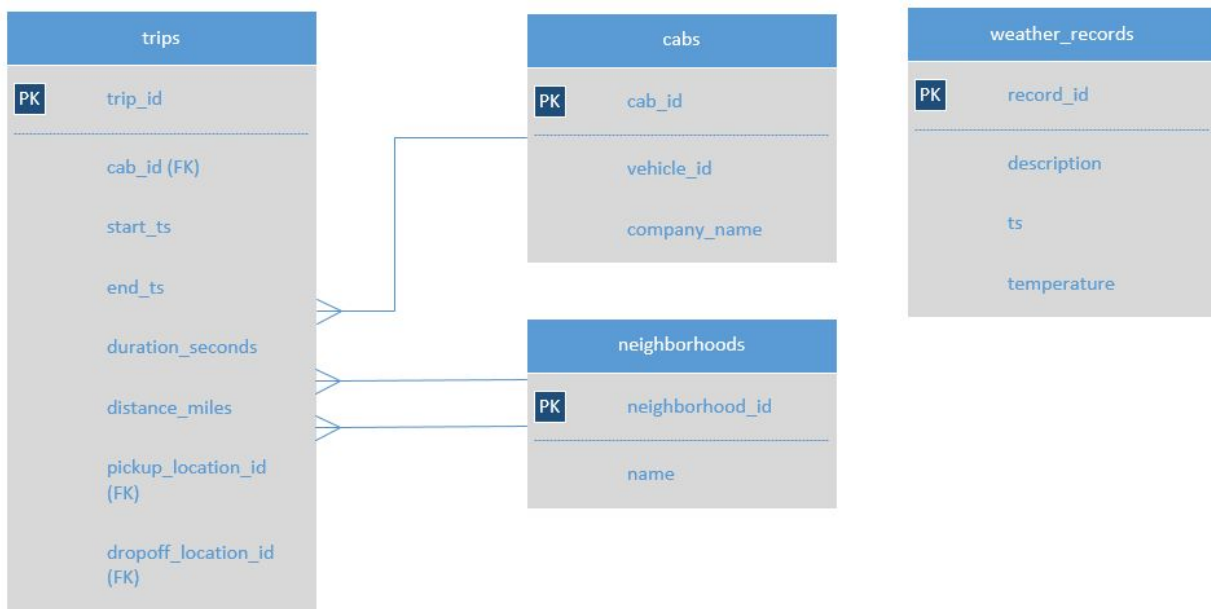 trips
PK
trip_id
cab_id (FK)
start_ts
end_ts
duration_seconds
distance_miles
pickup_location_id
(FK)
dropoff_location_id
(FK)
cabs
PK
cab_id
vehicle_id
company_name
neighborhoods
PK
neighborhood_id
name
weather_records
PK
record_id
description
ts
temperature